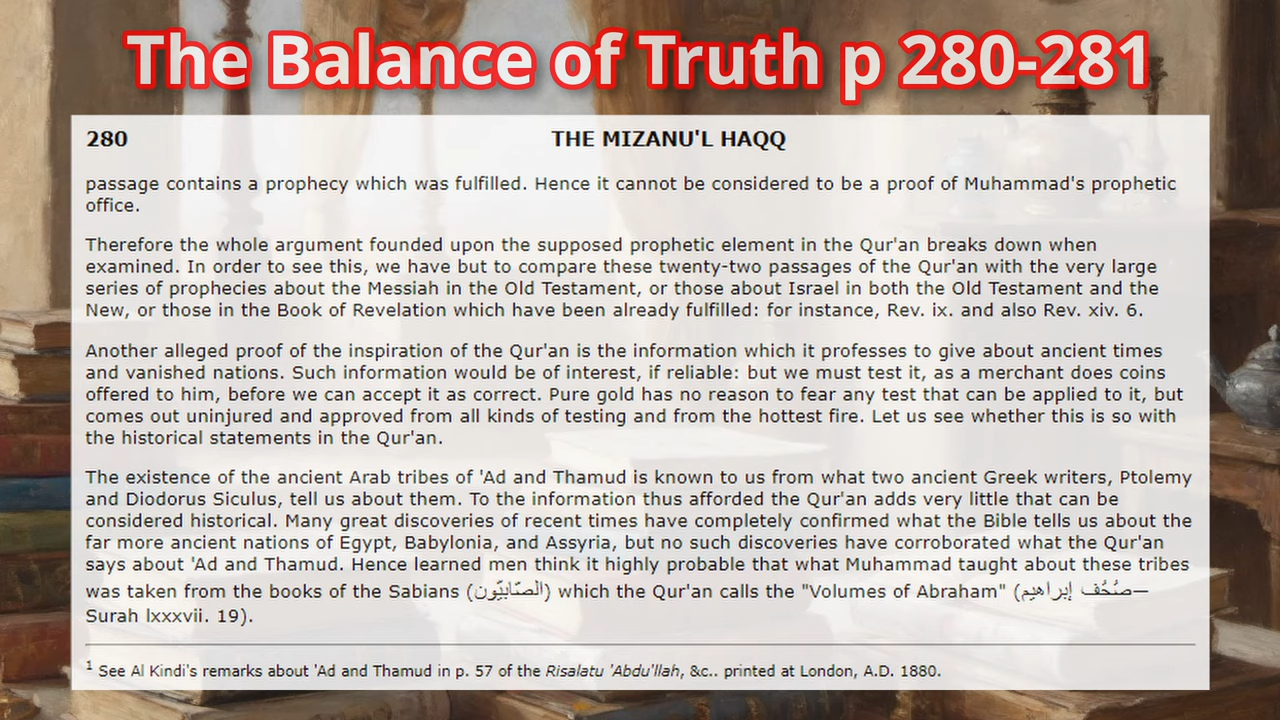 The Balance of Truth p 280-281
280 THE MIZANU'L HAQQ
passage contains a prophecy which was fulfilled. Hence it cannot be considered to be a proof of Muhammad's prophetic
office.
Therefore the whole argument founded upon the supposed prophetic element in the Qur'an breaks down when
examined. In order to see this, we have but to compare these twenty-two passages of the Qur'an with the very large
series of prophecies about the Messiah in the Old Testament, or those about Israel in both the Old Testament and the
New, or those in the Book of Revelation which have been already fulfilled: for instance, Rev. ix. and also Rev. xiv. 6.
Another alleged proof of the inspiration of the Qur'an is the information which it professes to give about ancient times
and vanished nations. Such information would be of interest, if reliable: but we must test it, as a merchant does coins
offered to him, before we can accept it as correct. Pure gold has no reason to fear any test that can be applied to it, but
comes out uninjured and approved from all kinds of testing and from the hottest fire. Let us see whether this is so with
the historical statements in the Qur'an.
The existence of the ancient Arab tribes of 'Ad and Thamud is known to us from what two ancient Greek writers, Ptolemy
and Diodorus Siculus, tell us about them. To the information thus afforded the Qur'an adds very little that can be
considered historical. Many great discoveries of recent times have completely confirmed what the Bible tells us about the
far more ancient nations of Egypt, Babylonia, and Assyria, but no such discoveries have corroborated what the Qur'an
says about 'Ad and Thamud. Hence learned men think it highly probable that what Muhammad taught about these tribes
was taken from the books of the Sabians (الصّابيّون) which the Qur'an calls the "Volumes of Abraham" (صُحُف إبراهيم—
Surah lxxxvii. 19).
1 See Al Kindi's remarks about 'Ad and Thamud in p. 57 of the Risalatu 'Abdu'llah, &c.. printed at London, A.D. 1880.